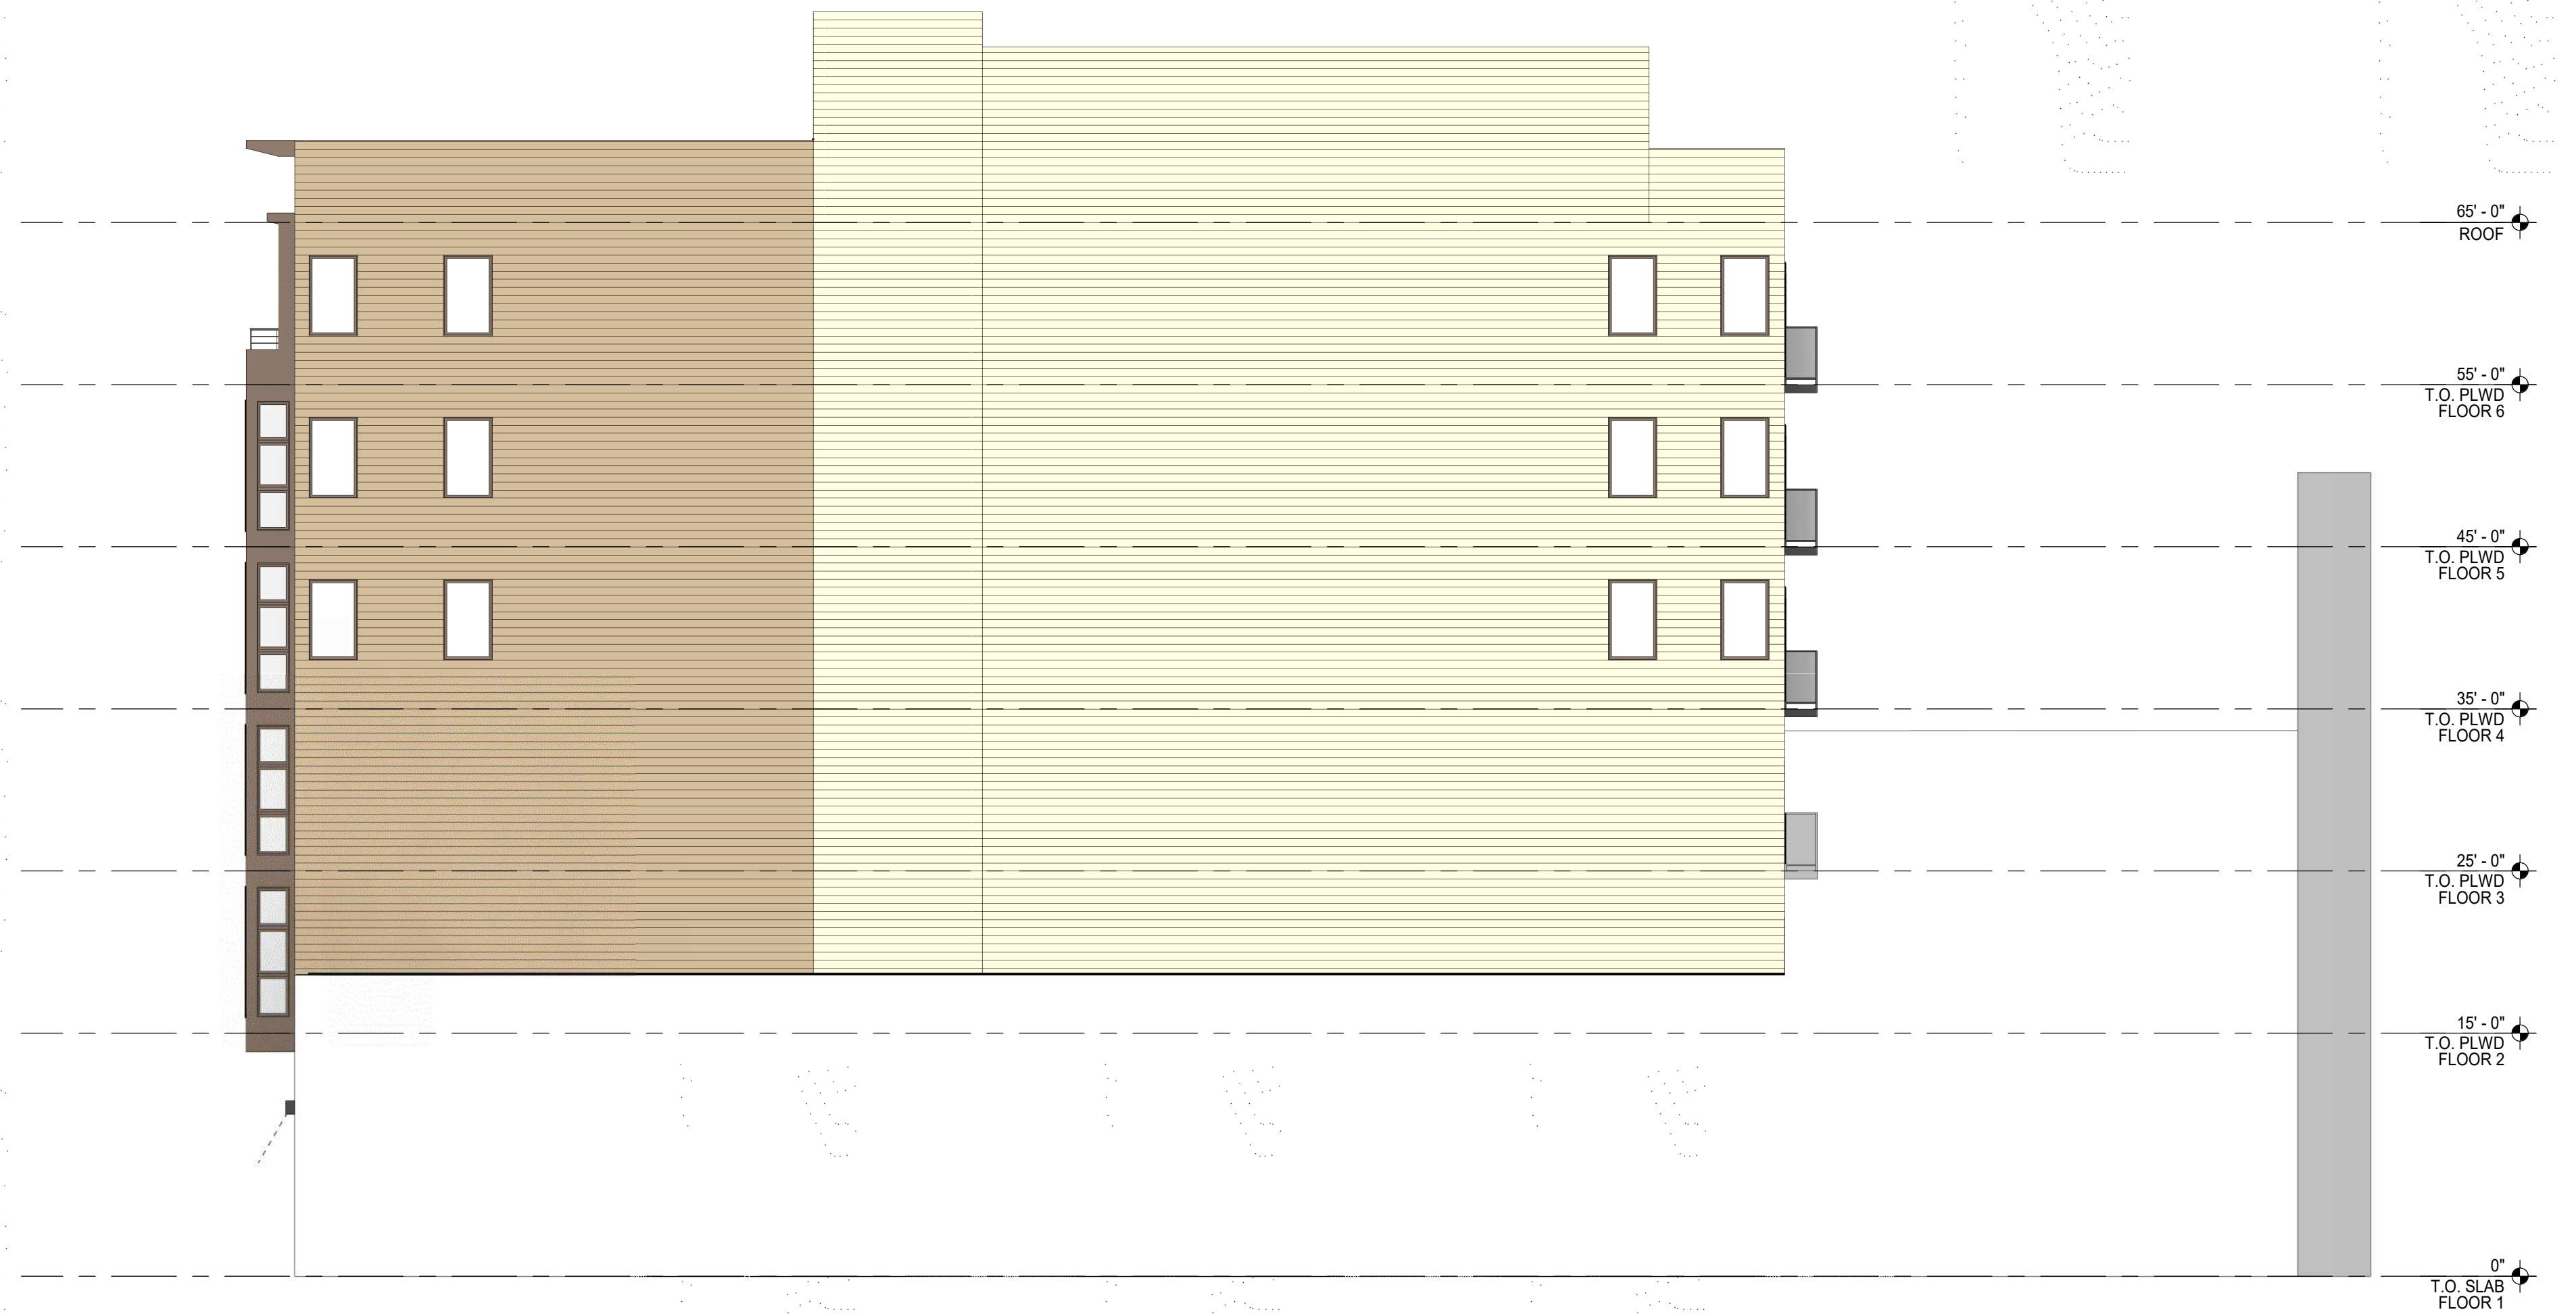 65' - 0"
ROOF
55' - 0"
T.O. PLWD
FLOOR 6
45' - 0"
T.O. PLWD
FLOOR 5
35' - 0"
T.O. PLWD
FLOOR 4
25' - 0"
T.O. PLWD
FLOOR 3
15' - 0"
T.O. PLWD
FLOOR 2
0"
T.O. SLAB
FLOOR 1